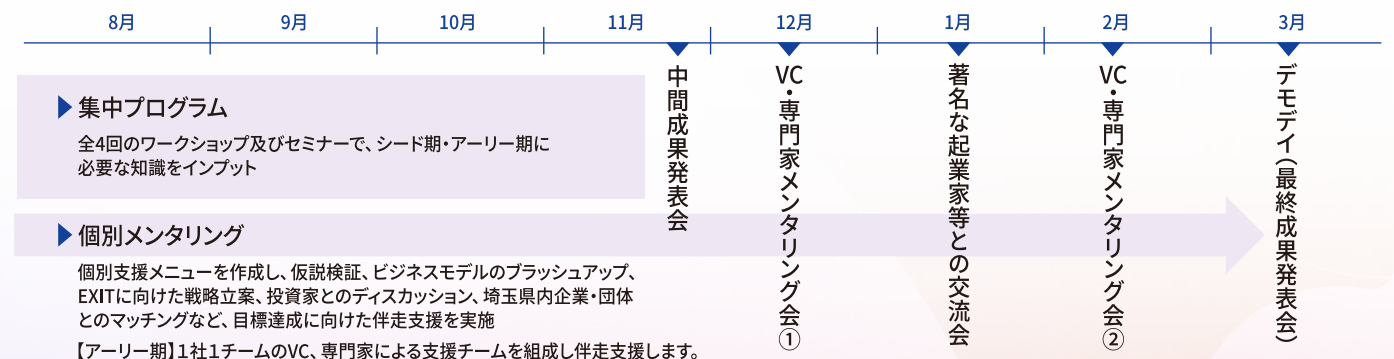 8月
9月
10月
11月
12月
1月
2月
3月
集中プログラム
全4回のワークショップ及びセミナーで、シード期・アーリー期に
必要な知識をインプット
個別メンタリング
個別支援メニューを作成し、仮説検証、ビジネスモデルのブラッシュアップ、
EXITに向けた戦略立案、投資家とのディスカッション、埼玉県内企業・団体
とのマッチングなど、目標達成に向けた伴走支援を実施
【アーリー期】1社1チームのVC、専門家による支援チームを組成し伴走支援します。
中間成果発表会
VC・専門家メンタリング会①
著名な起業家等との交流会
VC・専門家メンタリング会②
デモデイ(最終成果発表会)